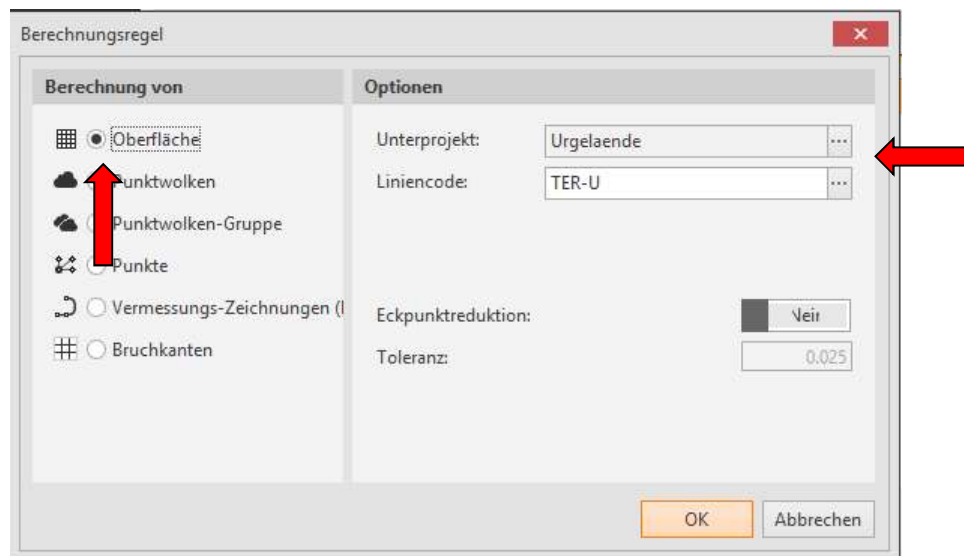 Berechnungsregel
Berechnung von
Oberfläche
Punktwolken
Punktwolken-Gruppe
Punkte
Vermessungs-Zeichnungen (
Bruchkanten
Optionen
Unterprojekt: Urgelaende ...
Liniencode: TER-U ...
Eckpunktreduktion: Nein
Toleranz: 0.025
OK Abbrechen